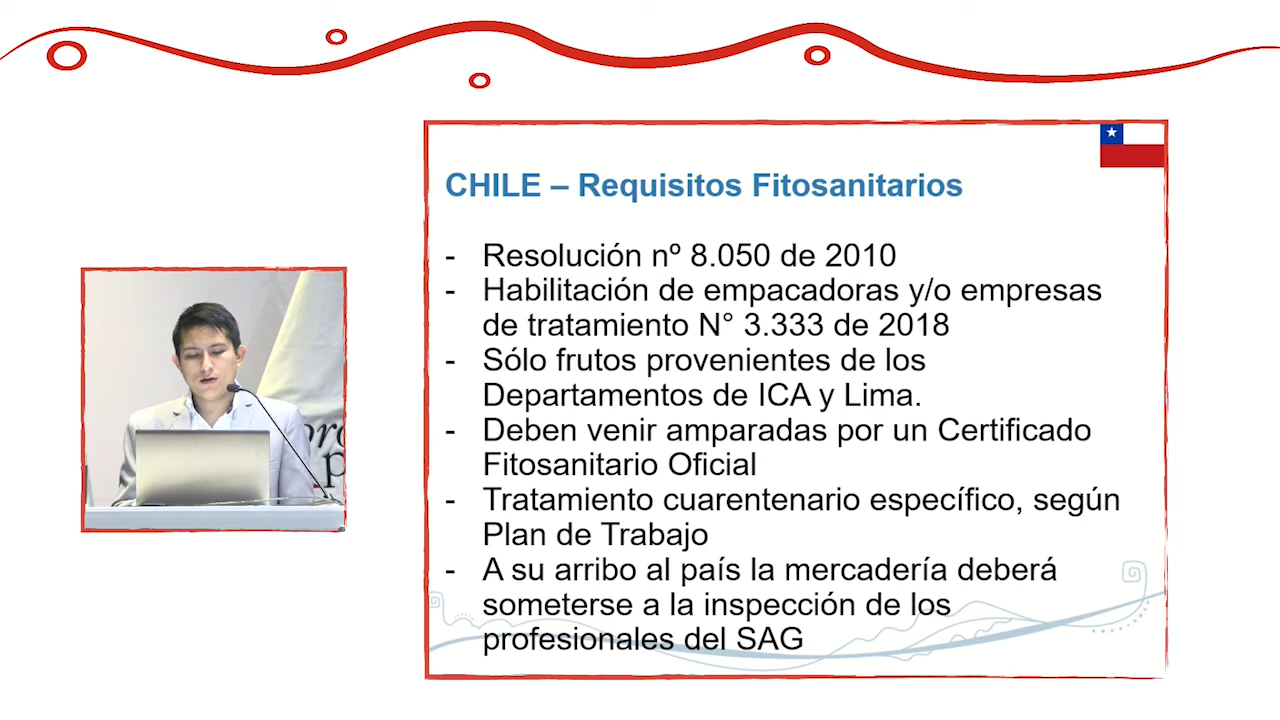 CHILE – Requisitos Fitosanitarios
- Resolución nº 8.050 de 2010
- Habilitación de empacadoras y/o empresas
de tratamiento N° 3.333 de 2018
- Sólo frutos provenientes de los
Departamentos de ICA y Lima.
- Deben venir amparadas por un Certificado
Fitosanitario Oficial
- Tratamiento cuarentenario específico, según
Plan de Trabajo
- A su arribo al país la mercadería deberá
someterse a la inspección de los
profesionales del SAG